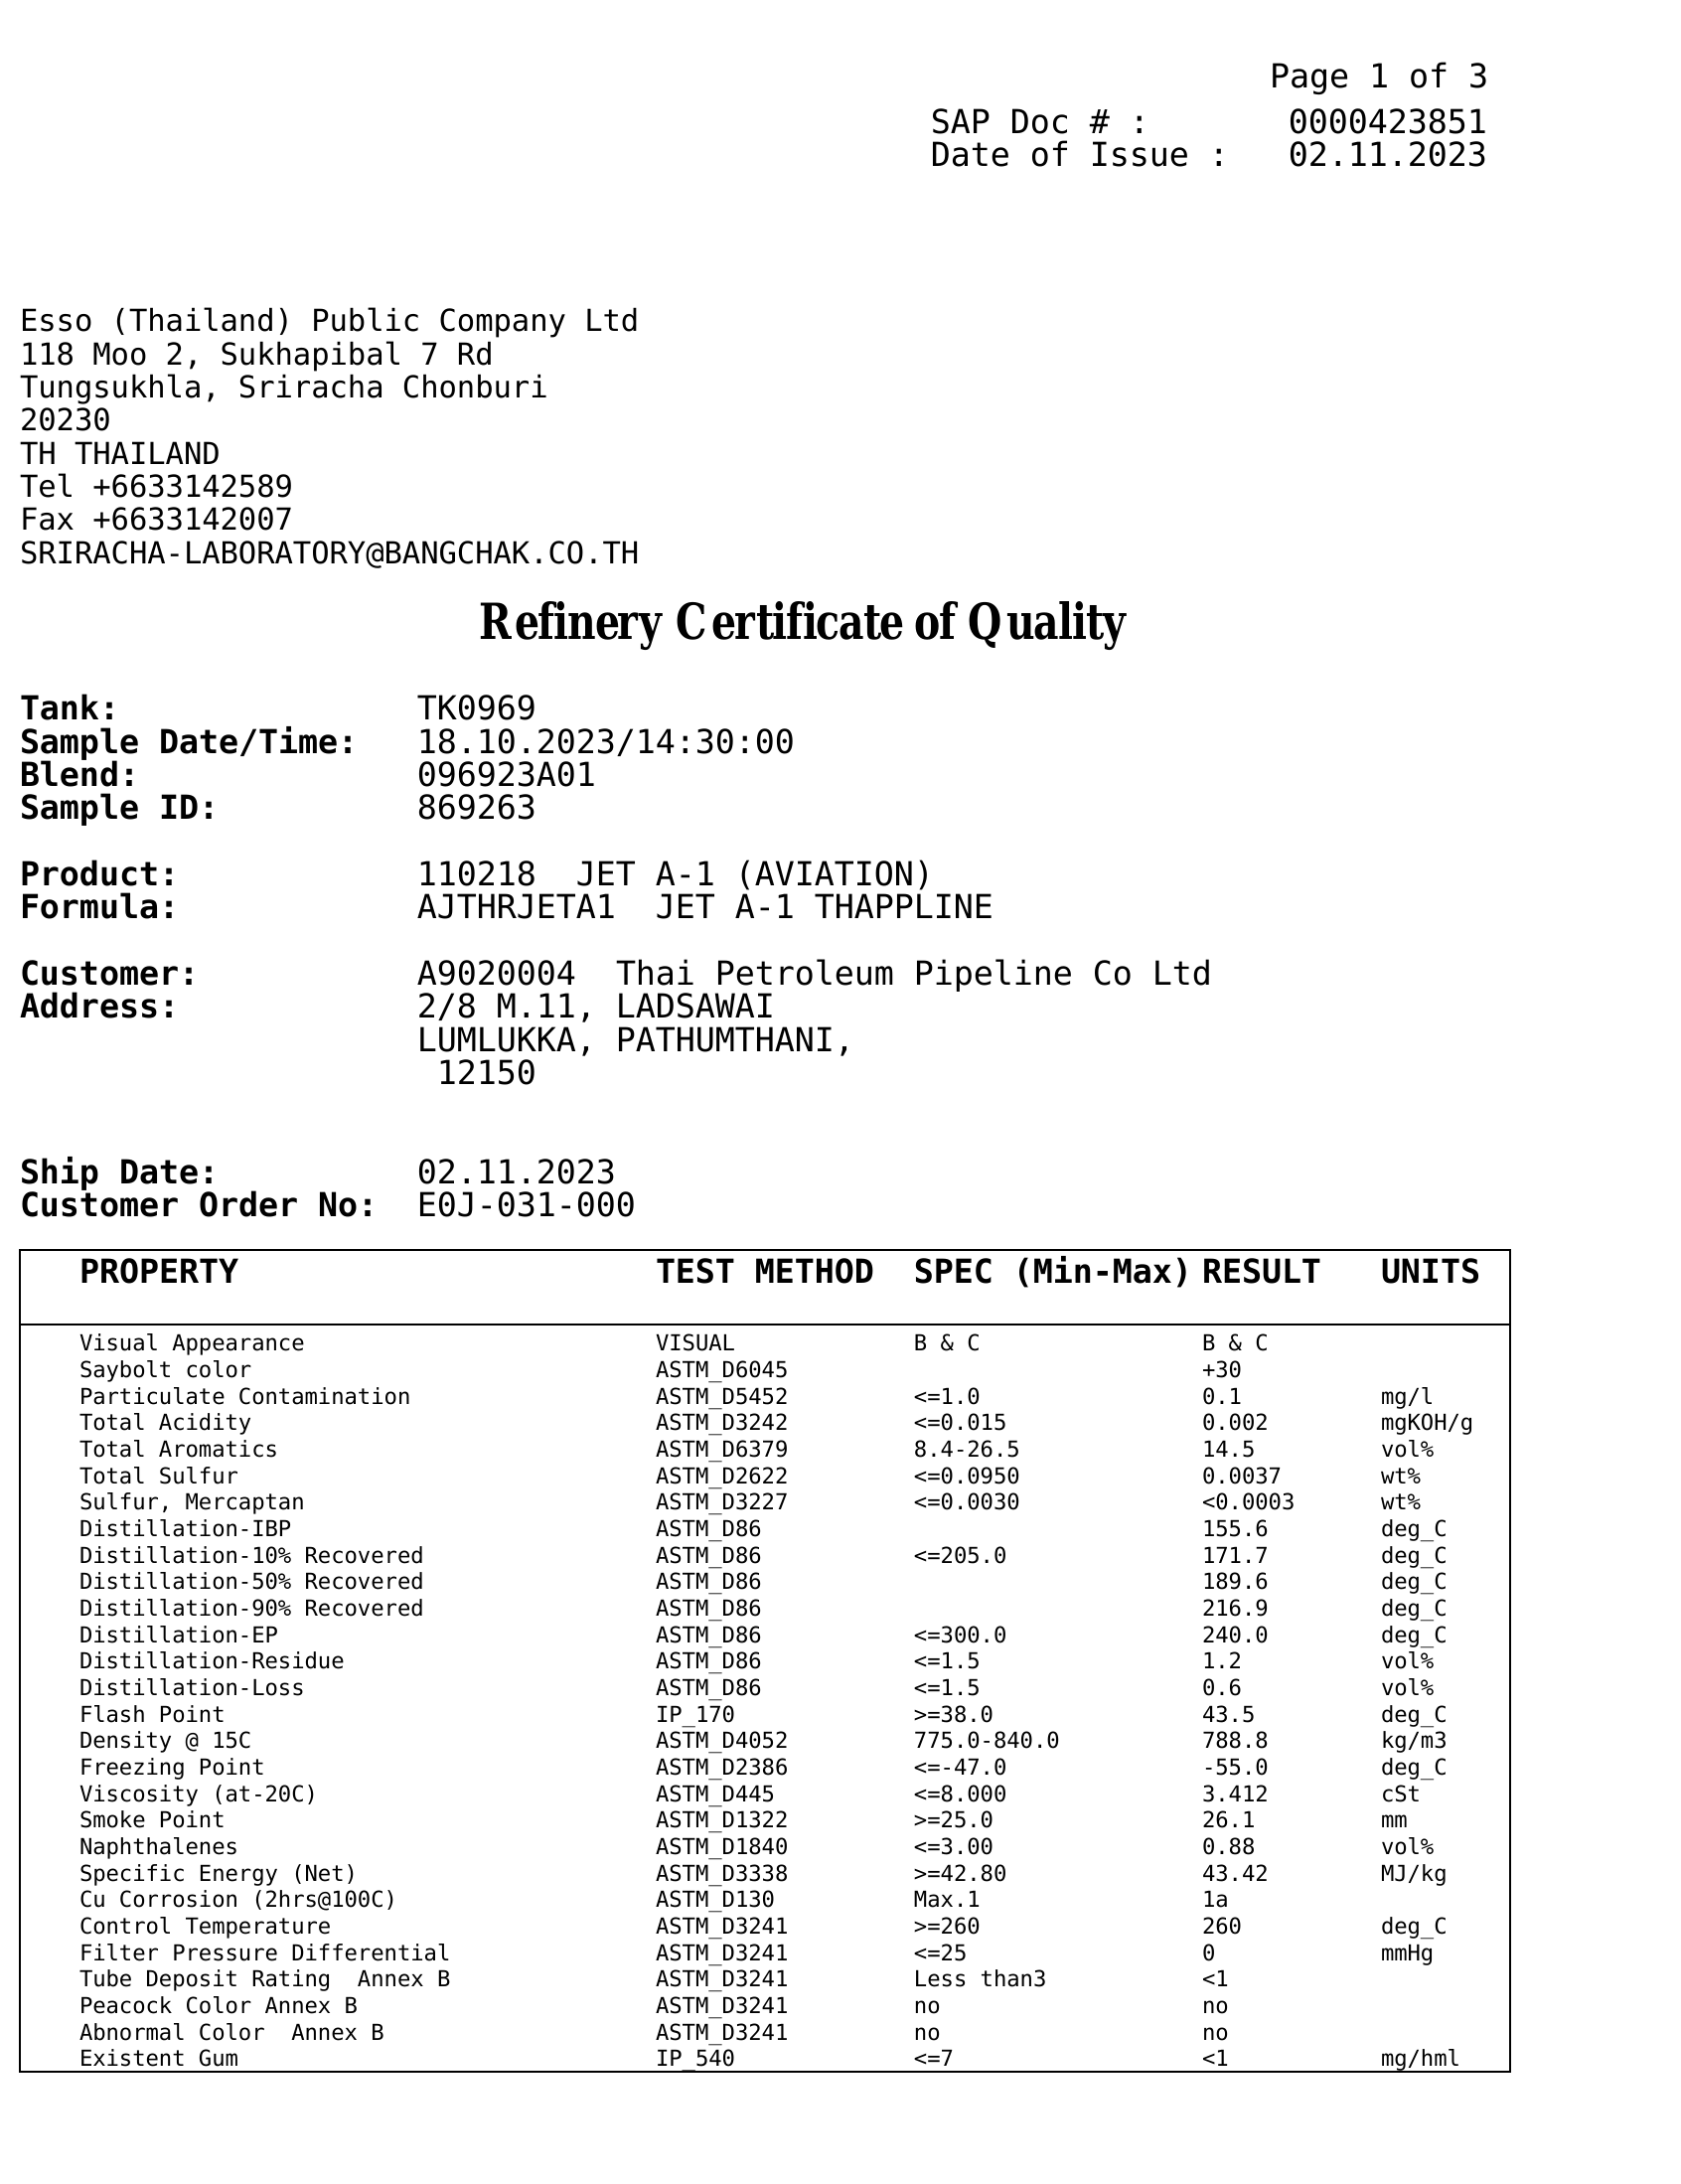 Page 1 of 3
SAP Doc # : 0000423851
Date of Issue : 02.11.2023
Esso (Thailand) Public Company Ltd
118 Moo 2, Sukhapibal 7 Rd
Tungsukhla, Sriracha Chonburi
20230
TH THAILAND
Tel +6633142589
Fax +6633142007
SRIRACHA-LABORATORY@BANGCHAK.CO.TH
Refinery Certificate of Quality
Tank: TK0969
Sample Date/Time: 18.10.2023/14:30:00
Blend: 096923A01
Sample ID: 869263
Product: 110218 JET A-1 (AVIATION)
Formula: AJTHRJETA1 JET A-1 THAPPLINE
Customer: A9020004 Thai Petroleum Pipeline Co Ltd
Address: 2/8 M.11, LADSAWAI
LUMLUKKA, PATHUMTHANI,
12150
Ship Date: 02.11.2023
Customer Order No: E0J-031-000
PROPERTY TEST METHOD SPEC (Min-Max) RESULT UNITS
Visual Appearance VISUAL B & C B & C
Saybolt color ASTM_D6045 +30
Particulate Contamination ASTM_D5452 <=1.0 0.1 mg/l
Total Acidity ASTM_D3242 <=0.015 0.002 mgKOH/g
Total Aromatics ASTM_D6379 8.4-26.5 14.5 vol%
Total Sulfur ASTM_D2622 <=0.0950 0.0037 wt%
Sulfur, Mercaptan ASTM_D3227 <=0.0030 <0.0003 wt%
Distillation-IBP ASTM_D86 155.6 deg_C
Distillation-10% Recovered ASTM_D86 <=205.0 171.7 deg_C
Distillation-50% Recovered ASTM_D86 189.6 deg_C
Distillation-90% Recovered ASTM_D86 216.9 deg_C
Distillation-EP ASTM_D86 <=300.0 240.0 deg_C
Distillation-Residue ASTM_D86 <=1.5 1.2 vol%
Distillation-Loss ASTM_D86 <=1.5 0.6 vol%
Flash Point IP_170 >=38.0 43.5 deg_C
Density @ 15C ASTM_D4052 775.0-840.0 788.8 kg/m3
Freezing Point ASTM_D2386 <=-47.0 -55.0 deg_C
Viscosity (at-20C) ASTM_D445 <=8.000 3.412 cSt
Smoke Point ASTM_D1322 >=25.0 26.1 mm
Naphthalenes ASTM_D1840 <=3.00 0.88 vol%
Specific Energy (Net) ASTM_D3338 >=42.80 43.42 MJ/kg
Cu Corrosion (2hrs@100C) ASTM_D130 Max.1 1a
Control Temperature ASTM_D3241 >=260 260 deg_C
Filter Pressure Differential ASTM_D3241 <=25 0 mmHg
Tube Deposit Rating Annex B ASTM_D3241 Less than3 <1
Peacock Color Annex B ASTM_D3241 no no
Abnormal Color Annex B ASTM_D3241 no no
Existent Gum IP_540 <=7 <1 mg/hml